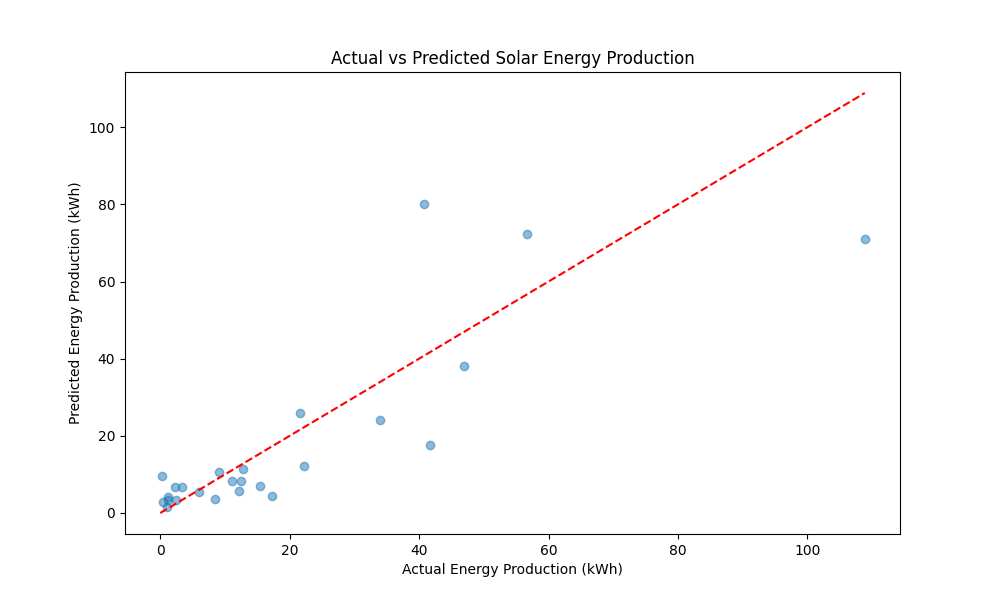 Actual vs Predicted Solar Energy Production
100
80
60
40
20
0
Predicted Energy Production (kWh)
0 20 40 60 80 100
Actual Energy Production (kWh)